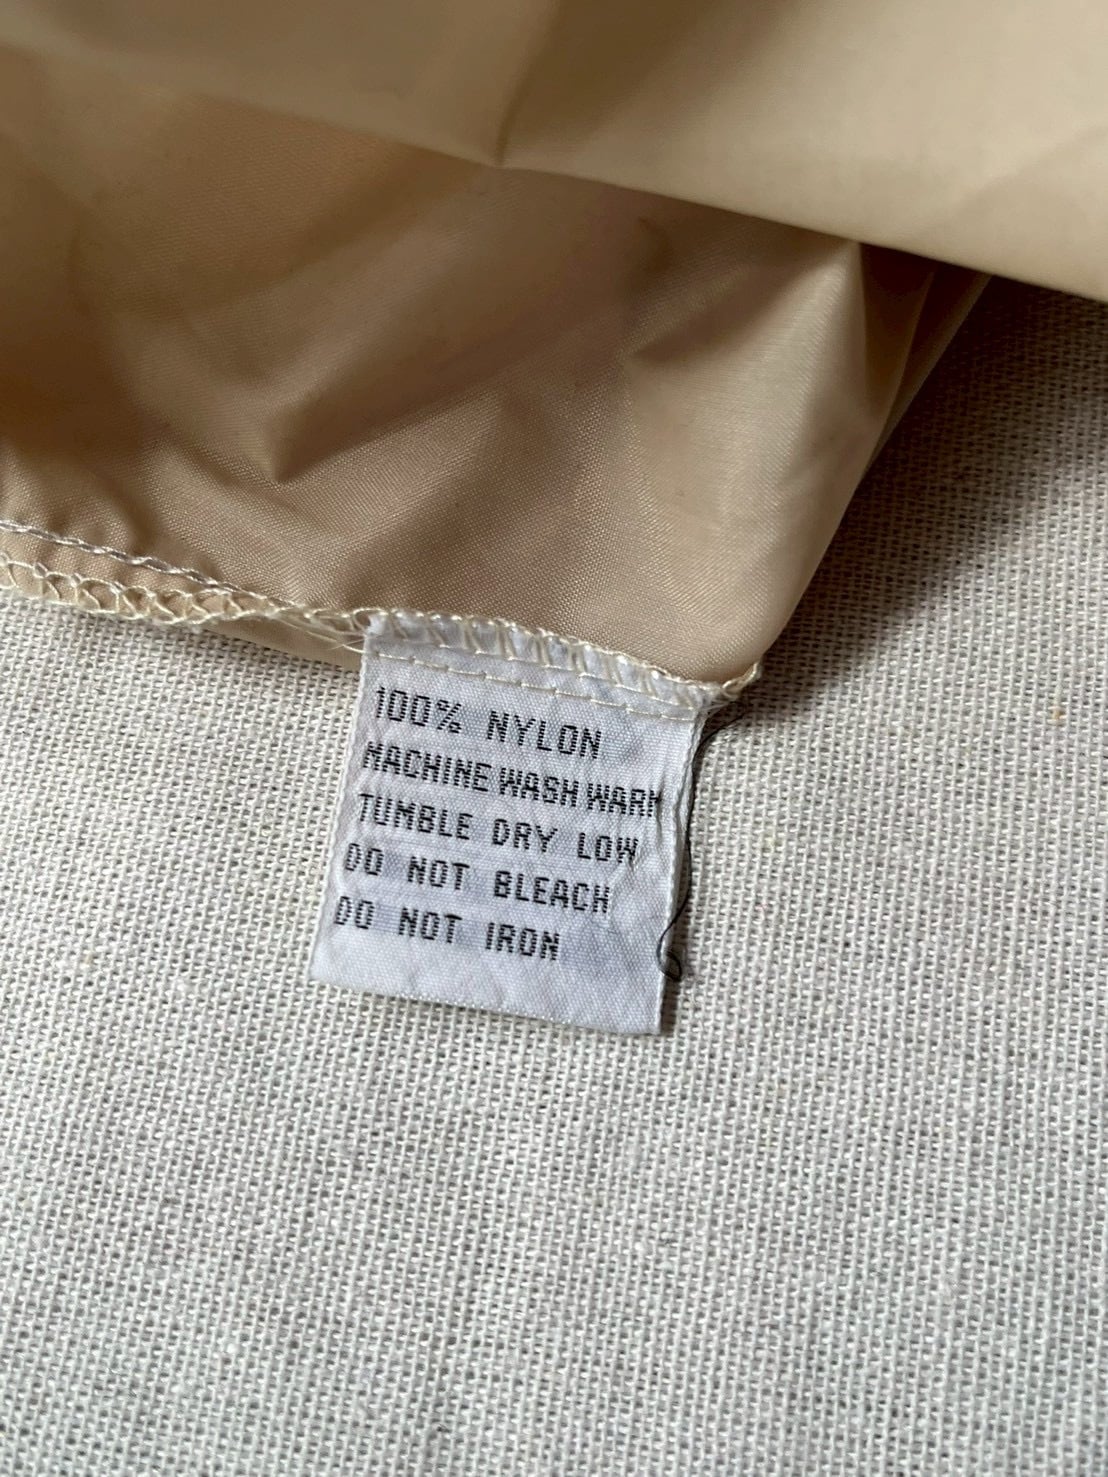 100% NYLON
MACHINE WASH WARM
TUMBLE DRY LOW
DO NOT BLEACH
DO NOT IRON